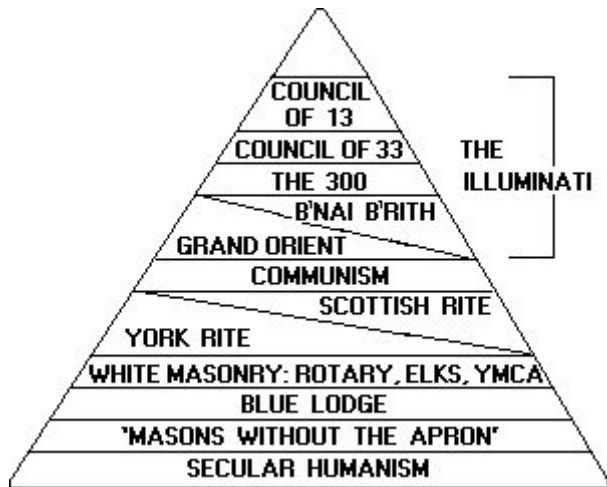 COUNCIL
OF 13
COUNCIL OF 33
THE 300
THE
ILLUMINATI
B'NAI B'RITH
GRAND ORIENT
COMMUNISM
SCOTTISH RITE
YORK RITE
WHITE MASONRY: ROTARY, ELKS, YMCA
BLUE LODGE
'MASONS WITHOUT THE APRON'
SECULAR HUMANISM